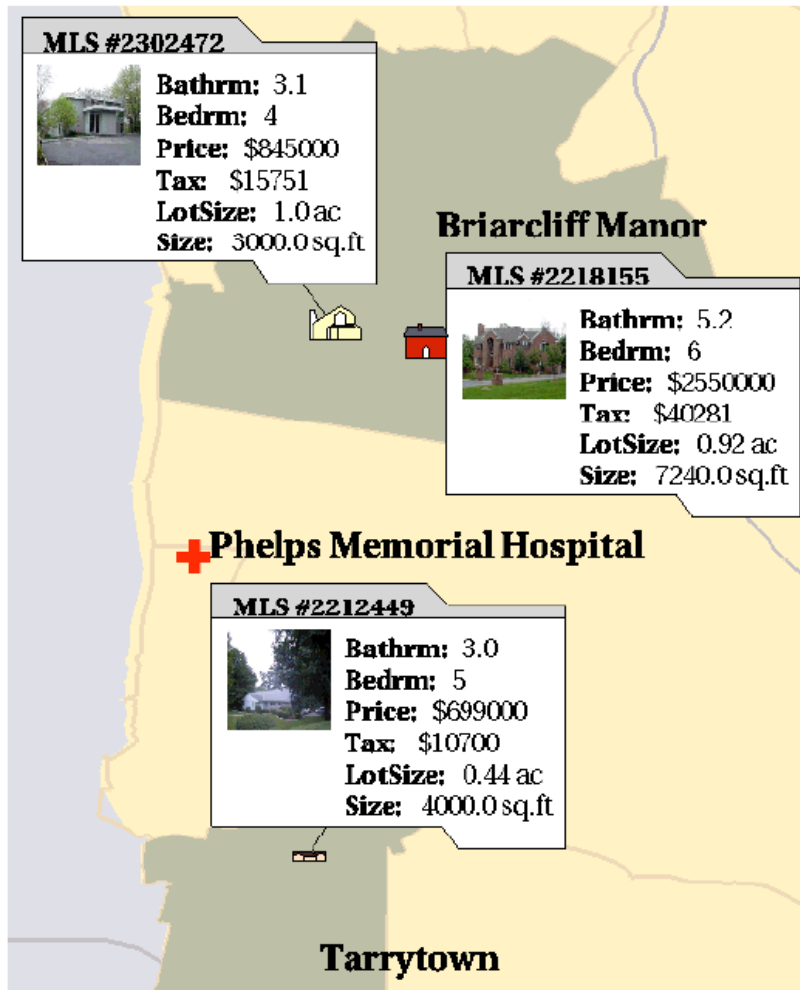 MLS #2302472
Bathrm: 3.1
Bedrm: 4
Price: $845000
Tax: $15751
LotSize: 1.0 ac
Size: 3000.0 sq.ft
Briarcliff Manor
MLS #2218155
Bathrm: 5.2
Bedrm: 6
Price: $2550000
Tax: $40281
LotSize: 0.92 ac
Size: 7240.0 sq.ft
Phelps Memorial Hospital
MLS #2212449
Bathrm: 3.0
Bedrm: 5
Price: $699000
Tax: $10700
LotSize: 0.44 ac
Size: 4000.0 sq.ft
Tarrytown